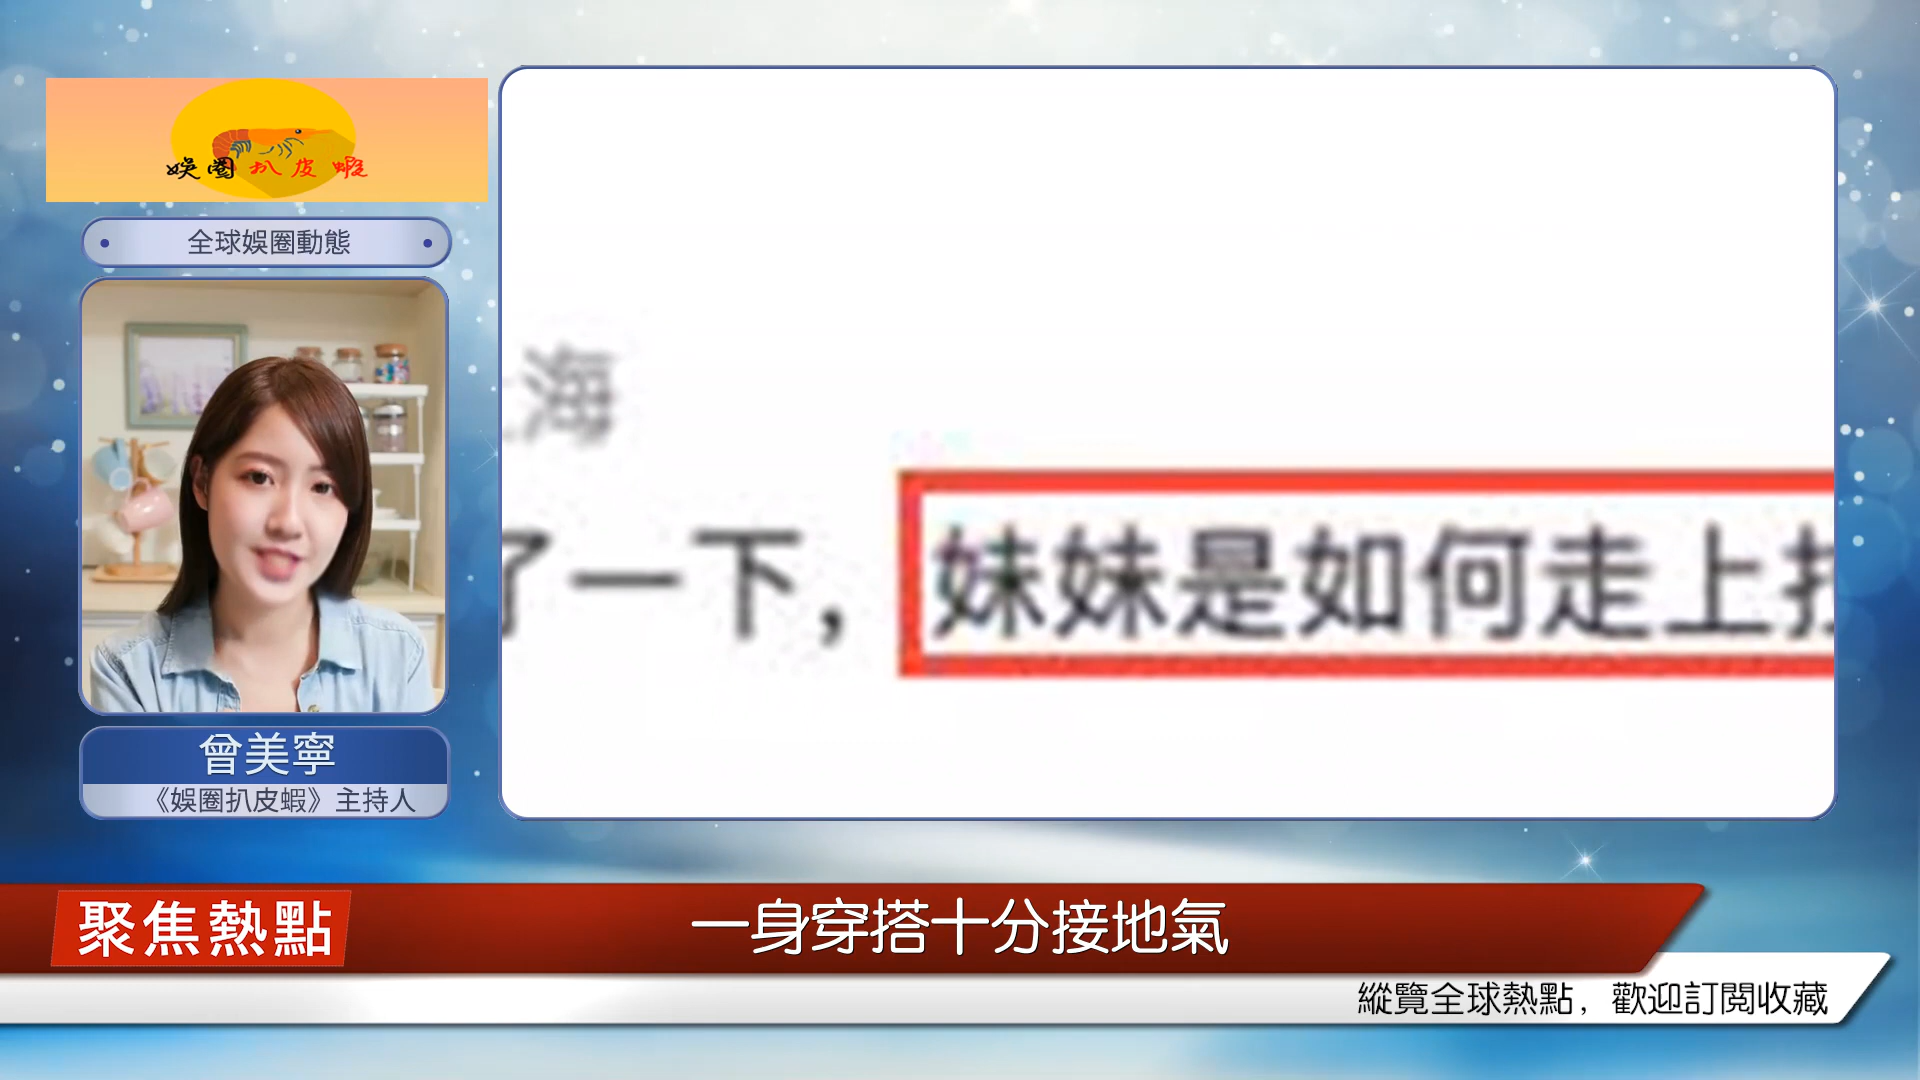 娛圈扒皮蝦
全球娛圈動態
曾美寧
《娛圈扒皮蝦》主持人
海
了一下，妹妹是如何走上
聚焦熱點
一身穿搭十分接地氣
縱覽全球熱點，歡迎訂閱收藏